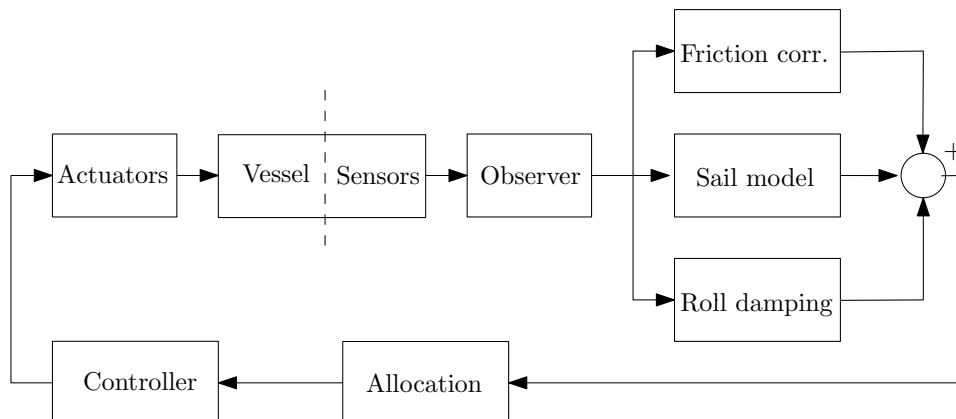 Friction corr.
Actuators
Vessel
Sensors
Observer
Sail model
+
Roll damping
Controller
Allocation